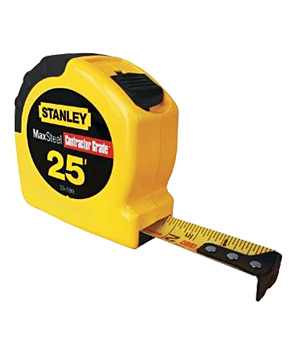 STANLEY
MaxSteel Contractor Grade
25'